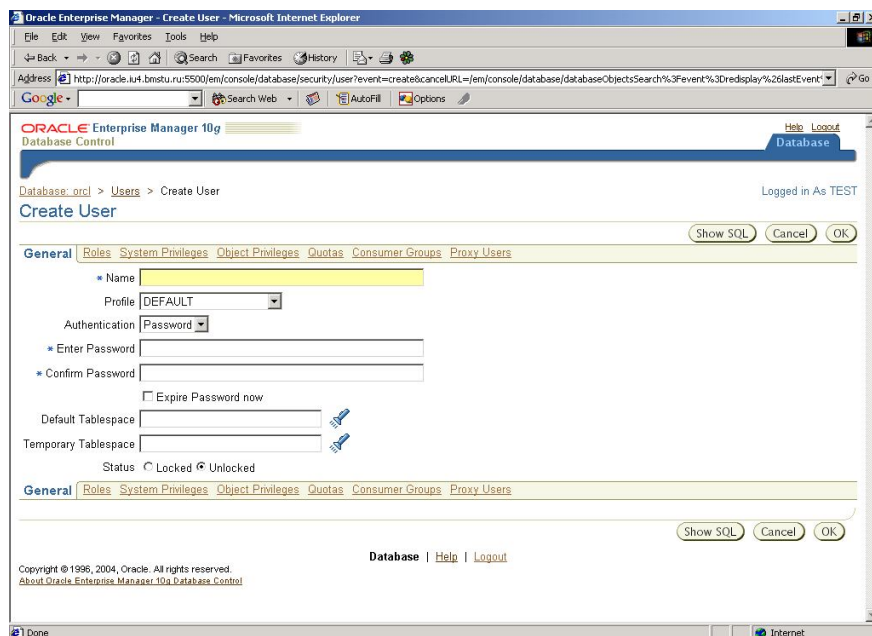 Oracle Enterprise Manager - Create User - Microsoft Internet Explorer
File Edit View Favorites Tools Help
Back Search Favorites History
Address http://oracle.iu4.bmstu.ru:5500/em/console/database/security/user?event=create&cancelURL=/em/console/database/databaseObjectsSearch%3Fevent%3Dredisplay%26lastEvent Go
Google Search Web AutoFill Options
ORACLE Enterprise Manager 10g
Database Control
Help Logout
Database
Database: orcl > Users > Create User
Logged in As TEST
Create User
Show SQL Cancel OK
General Roles System Privileges Object Privileges Quotas Consumer Groups Proxy Users
* Name
Profile DEFAULT
Authentication Password
* Enter Password
* Confirm Password
Expire Password now
Default Tablespace
Temporary Tablespace
Status Locked Unlocked
General Roles System Privileges Object Privileges Quotas Consumer Groups Proxy Users
Show SQL Cancel OK
Database | Help | Logout
Copyright © 1996, 2004, Oracle. All rights reserved.
About Oracle Enterprise Manager 10g Database Control
Done Internet